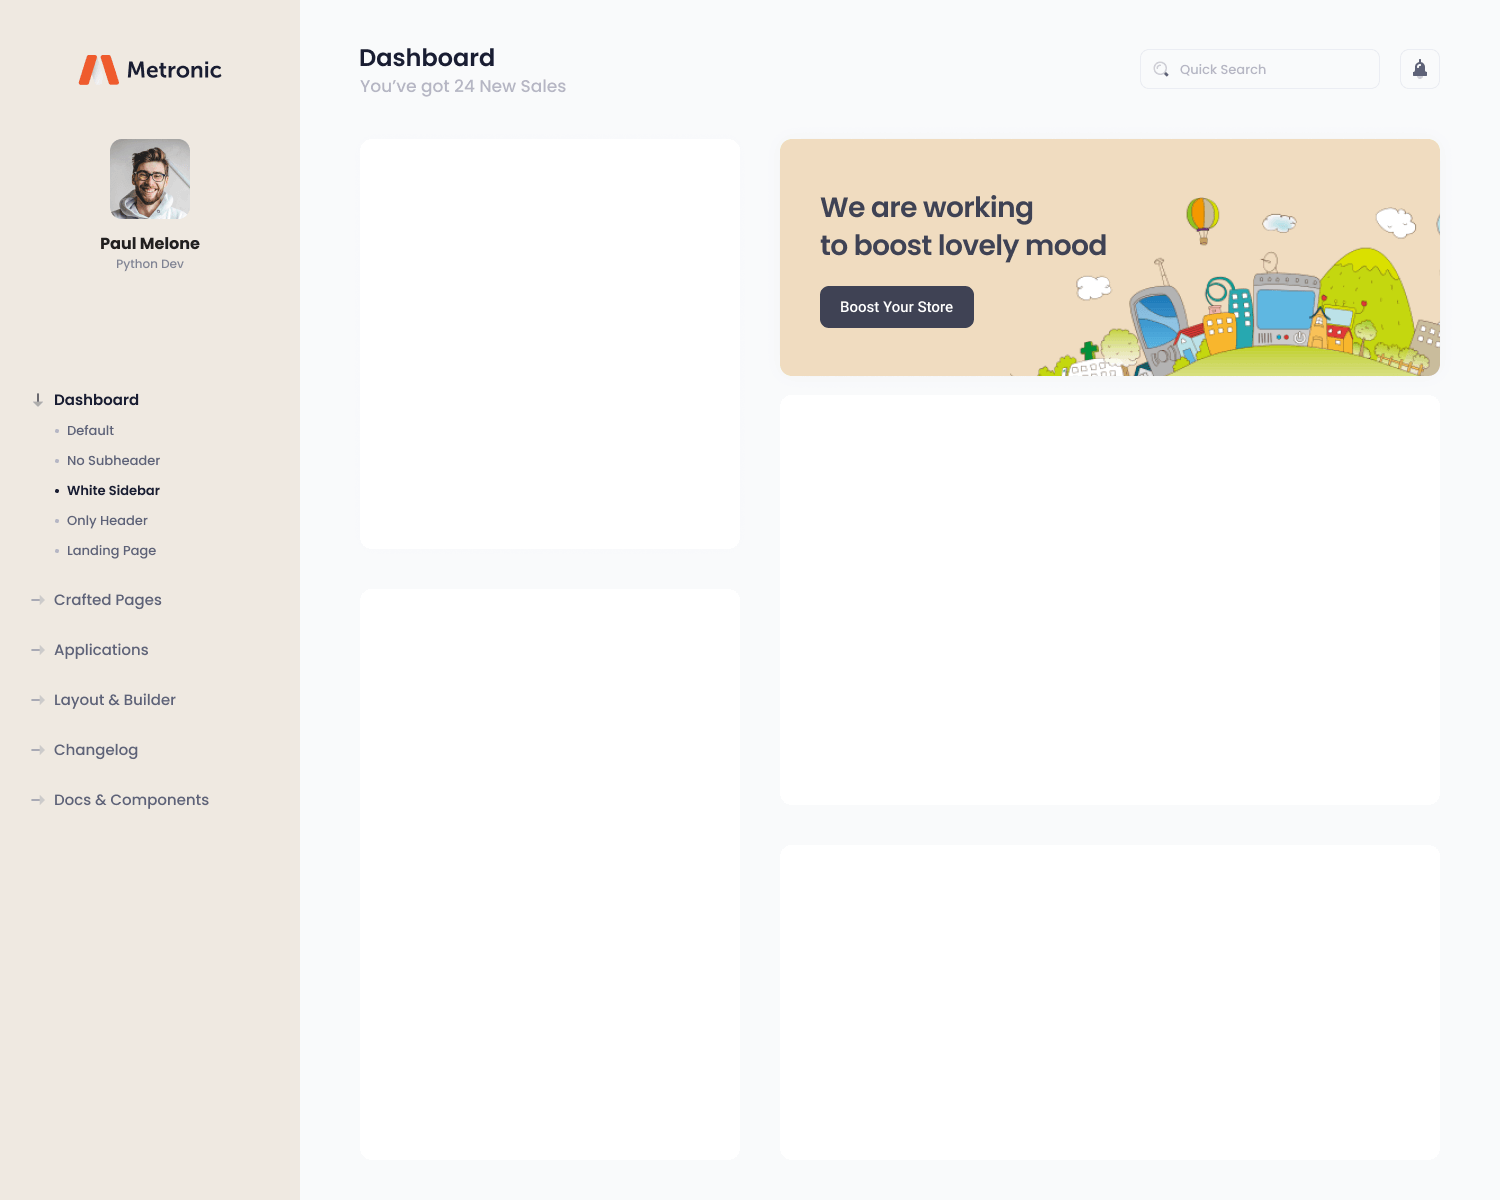 Metronic
Paul Melone
Python Dev
Dashboard
Default
No Subheader
White Sidebar
Only Header
Landing Page
Crafted Pages
Applications
Layout & Builder
Changelog
Docs & Components
Dashboard
You’ve got 24 New Sales
Quick Search
We are working
to boost lovely mood
Boost Your Store